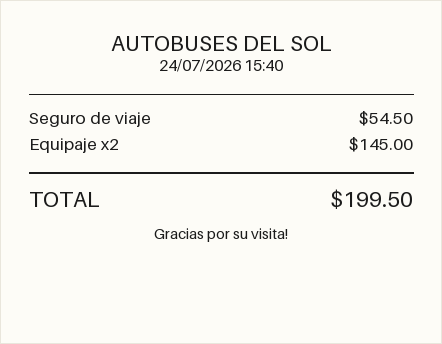 AUTOBUSES DEL SOL
24/07/2026 15:40
Seguro de viaje $54.50
Equipaje x2 $145.00
TOTAL $199.50
Gracias por su visita!